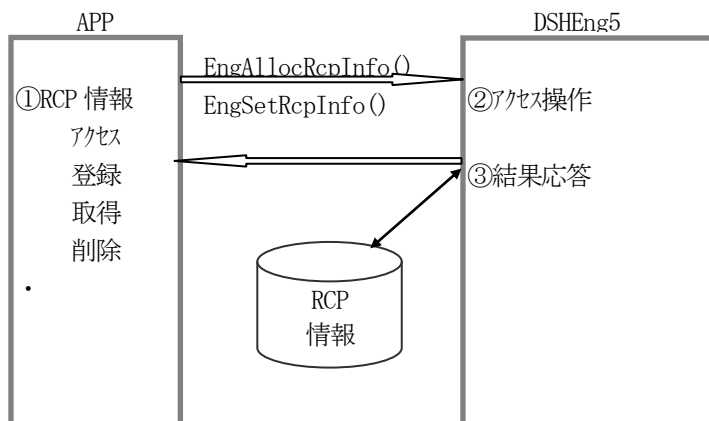 APP
DSHEng5
EngAllocRcpInfo()
①RCP 情報
EngSetRcpInfo()
②アクセス操作
アクセス
登録
③結果応答
取得
削除
・
RCP
情報